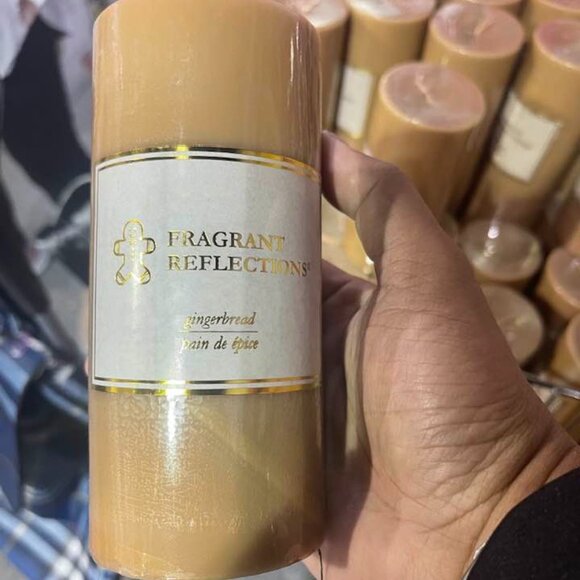 FRAGRANT
REFLECTIONS®
gingerbread
pain de épice